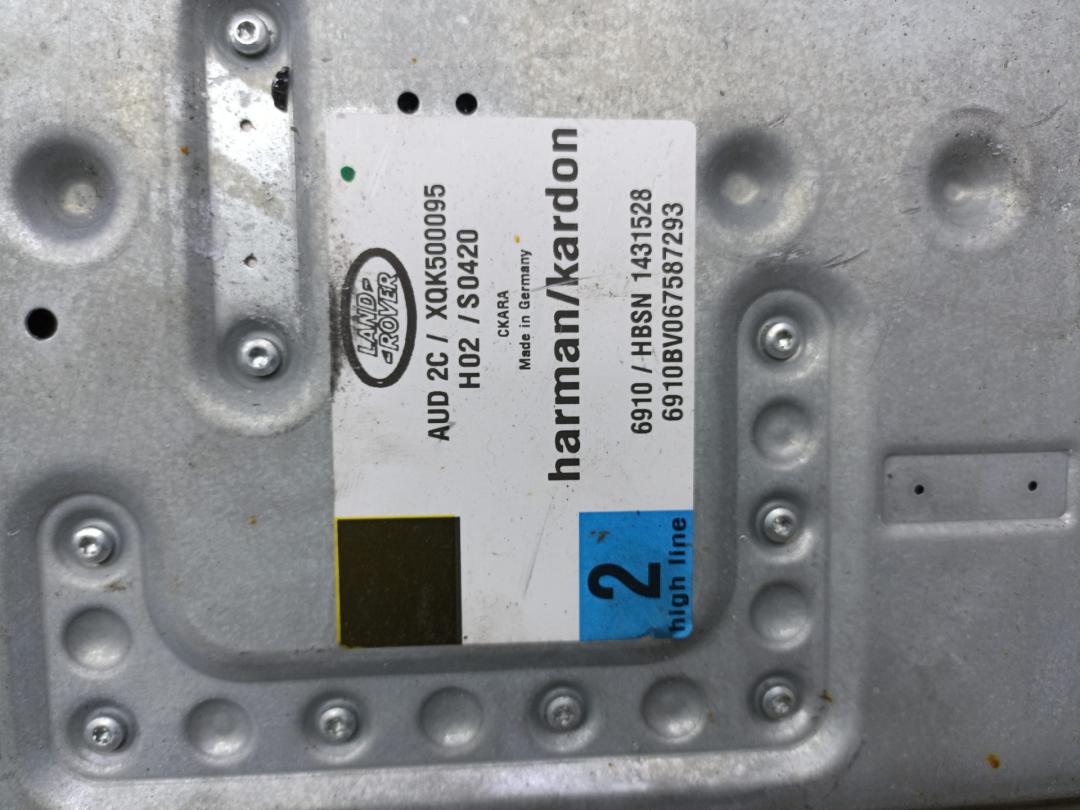 LAND-
-ROVER
AUD 2C / XQK500095
H02 / S0420
CKARA
Made in Germany
harman/kardon
6910 / HBSN 1431528
6910BV067587293
2
high line